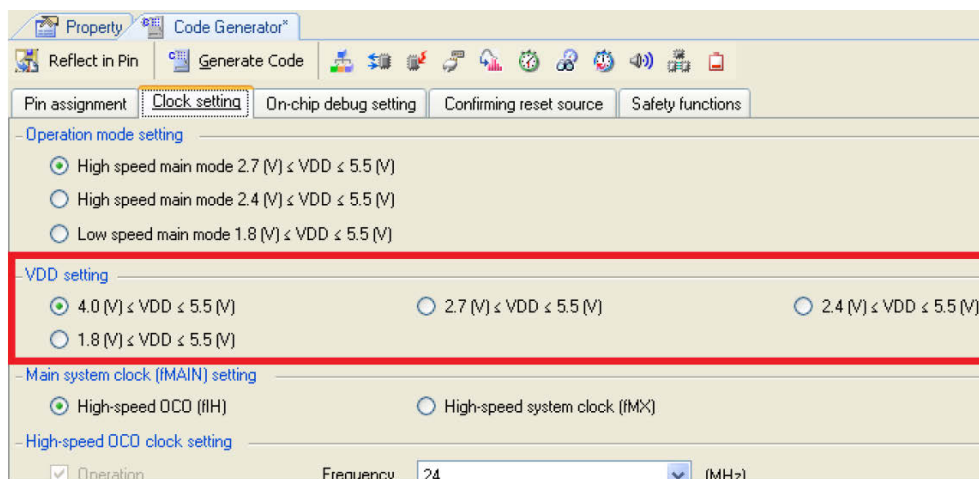 Property Code Generator*
Reflect in Pin Generate Code
Pin assignment Clock setting On-chip debug setting Confirming reset source Safety functions
Operation mode setting
High speed main mode 2.7 (V) ≤ VDD ≤ 5.5 (V)
High speed main mode 2.4 (V) ≤ VDD ≤ 5.5 (V)
Low speed main mode 1.8 (V) ≤ VDD ≤ 5.5 (V)
VDD setting
4.0 (V) ≤ VDD ≤ 5.5 (V) 2.7 (V) ≤ VDD ≤ 5.5 (V) 2.4 (V) ≤ VDD ≤ 5.5 (V)
1.8 (V) ≤ VDD ≤ 5.5 (V)
Main system clock (fMAIN) setting
High-speed OCO (fIH) High-speed system clock (fMX)
High-speed OCO clock setting
Operation Frequency 24 (MHz)